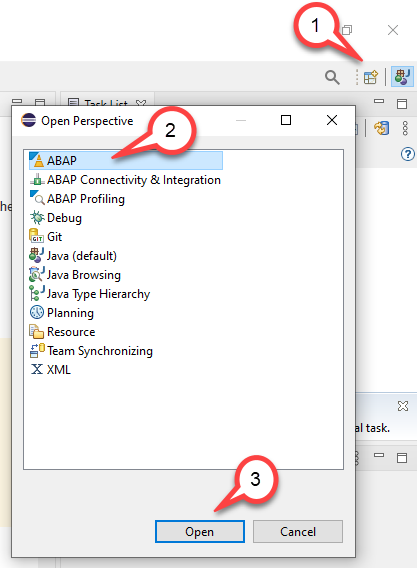 1
Task List
Open Perspective
2
ABAP
ABAP Connectivity & Integration
ABAP Profiling
he
Debug
Git
Java (default)
Java Browsing
Java Type Hierarchy
Planning
Resource
Team Synchronizing
XML
al task.
3
Open
Cancel